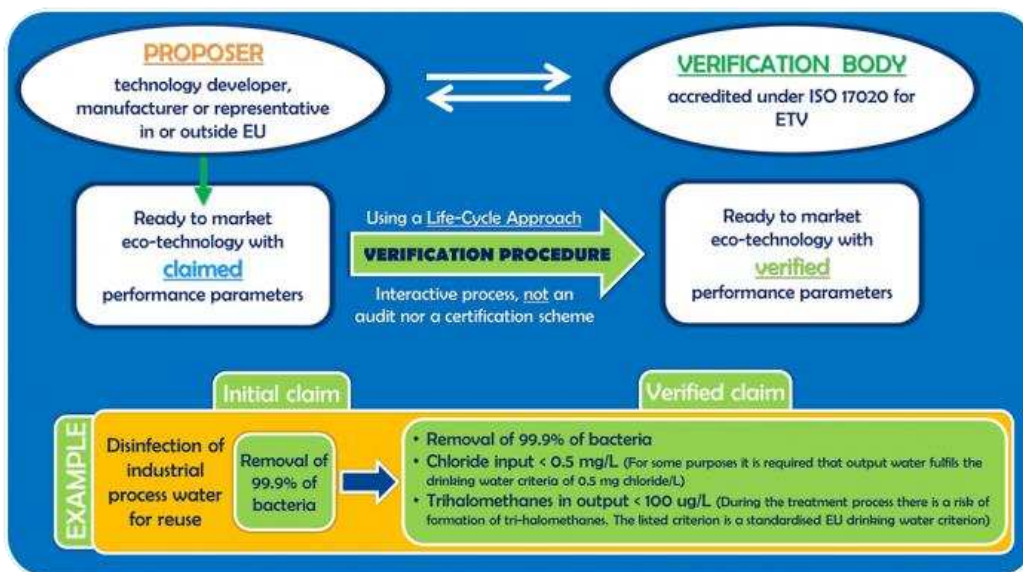 PROPOSER
technology developer,
manufacturer or representative
in or outside EU
VERIFICATION BODY
accredited under ISO 17020 for
ETV
Ready to market
eco-technology with
claimed
performance parameters
Using a Life-Cycle Approach
VERIFICATION PROCEDURE
Interactive process, not an
audit nor a certification scheme
Ready to market
eco-technology with
verified
performance parameters
Initial claim
Verified claim
EXAMPLE
Disinfection of
industrial
process water
for reuse
Removal of
99.9% of
bacteria
• Removal of 99.9% of bacteria
• Chloride input < 0.5 mg/L (For some purposes it is required that output water fulfils the
drinking water criteria of 0.5 mg chloride/L)
• Trihalomethanes in output < 100 ug/L (During the treatment process there is a risk of
formation of tri-halomethanes. The listed criterion is a standardised EU drinking water criterion)